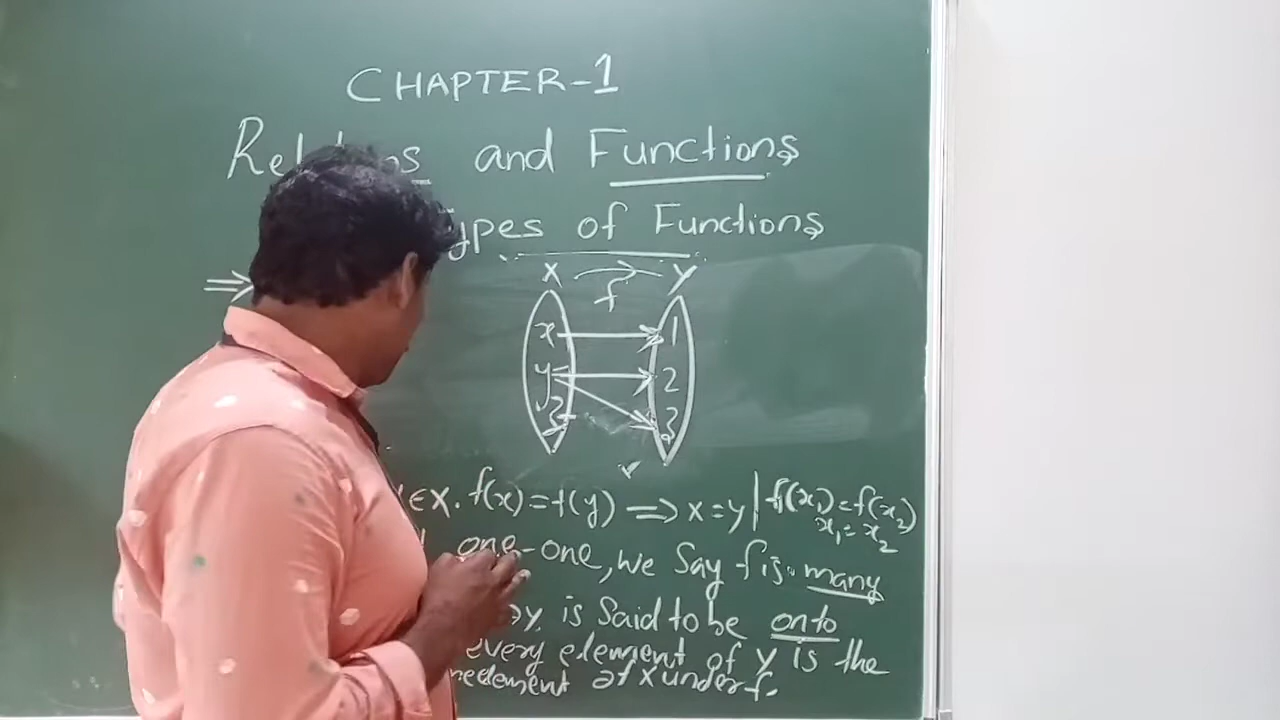 CHAPTER-1
and Functions
of Functions
⇒
X → Y
f
x 1
y 2
3 3
∈X. f(x)=f(y) ⟹ x=y | f(x₁)=f(x₂)
x₁=x₂
one-one, we say f is many
is said to be onto
every element of y is the
of X under f.